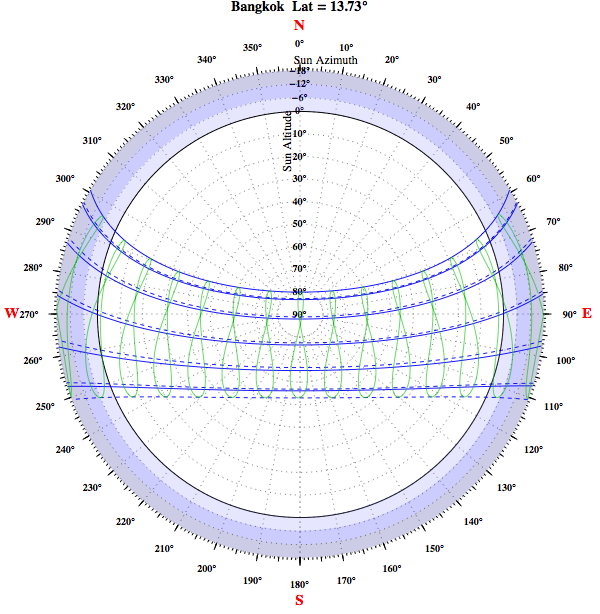 Bangkok Lat = 13.73°
N
0°
350° 10°
340° 20°
Sun Azimuth
330° 30°
-18°
-12°
320° -6° 40°
0°
Sun Altitude
10°
310° 50°
20°
300° 30° 60°
40°
290° 50° 70°
60°
280° 70° 80°
80°
W 270° 90° 90° E
260° 100°
250° 110°
240° 120°
230° 130°
220° 140°
210° 150°
200° 160°
190° 170°
180°
S